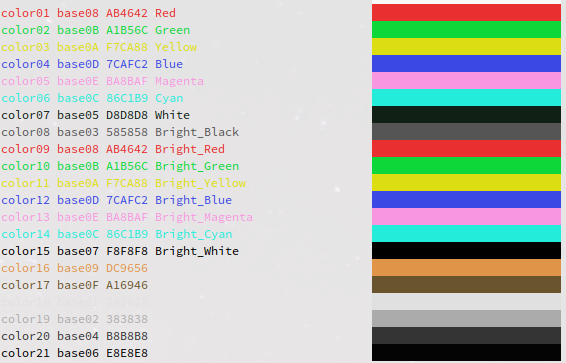 color01 base08 AB4642 Red
color02 base0B A1B56C Green
color03 base0A F7CA88 Yellow
color04 base0D 7CAFC2 Blue
color05 base0E BA8BAF Magenta
color06 base0C 86C1B9 Cyan
color07 base05 D8D8D8 White
color08 base03 585858 Bright_Black
color09 base08 AB4642 Bright_Red
color10 base0B A1B56C Bright_Green
color11 base0A F7CA88 Bright_Yellow
color12 base0D 7CAFC2 Bright_Blue
color13 base0E BA8BAF Bright_Magenta
color14 base0C 86C1B9 Bright_Cyan
color15 base07 F8F8F8 Bright_White
color16 base09 DC9656
color17 base0F A16946
color18 base01
color19 base02 383838
color20 base04 B8B8B8
color21 base06 E8E8E8